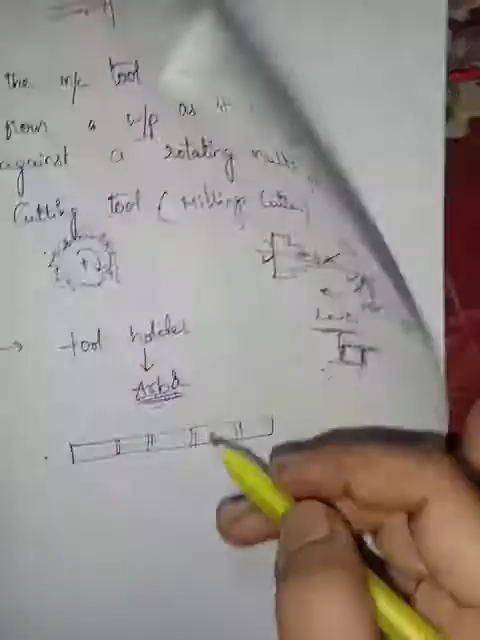 the m/c tool
from a w/p as it
against a rotating multi
Cutting tool (Milling Cutter)
→ tool holder
↓
Arbor